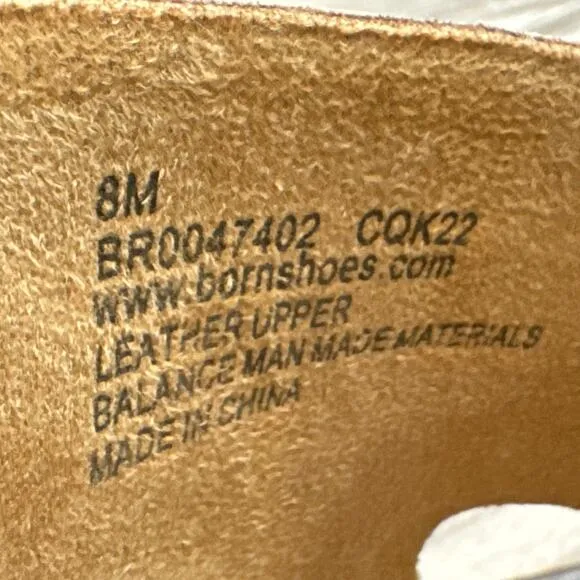 8M
BR0047402 CQK22
www.bornshoes.com
LEATHER UPPER
BALANCE MAN MADE MATERIALS
MADE IN CHINA